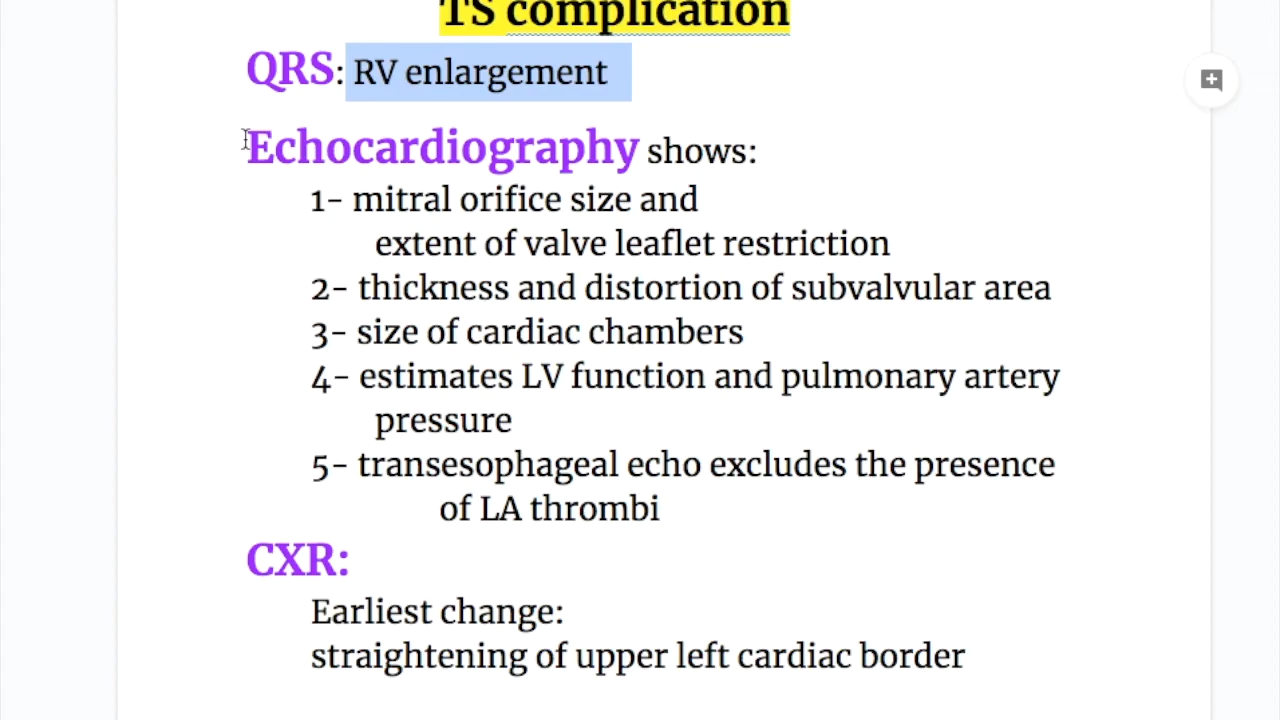 TS complication
QRS: RV enlargement
Echocardiography shows:
1- mitral orifice size and
extent of valve leaflet restriction
2- thickness and distortion of subvalvular area
3- size of cardiac chambers
4- estimates LV function and pulmonary artery
pressure
5- transesophageal echo excludes the presence
of LA thrombi
CXR:
Earliest change:
straightening of upper left cardiac border